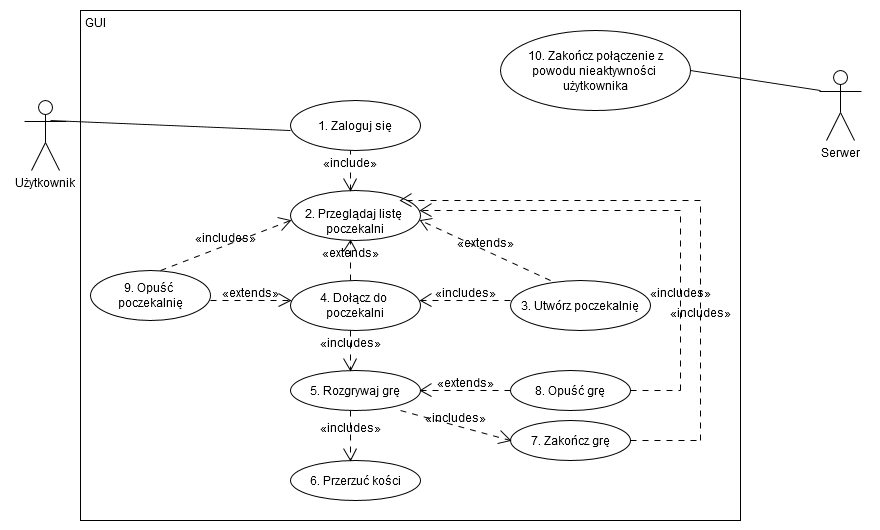 GUI
10. Zakończ połączenie z
powodu nieaktywności
użytkownika
1. Zaloguj się
Użytkownik
Serwer
«include»
2. Przeglądaj listę
poczekalni
«includes»
«extends»
«extends»
9. Opuść
poczekalnię
«extends»
4. Dołącz do
poczekalni
«includes»
3. Utwórz poczekalnię
«includes»
«includes»
«includes»
5. Rozgrywaj grę
«extends»
8. Opuść grę
«includes»
«includes»
7. Zakończ grę
6. Przerzuć kości